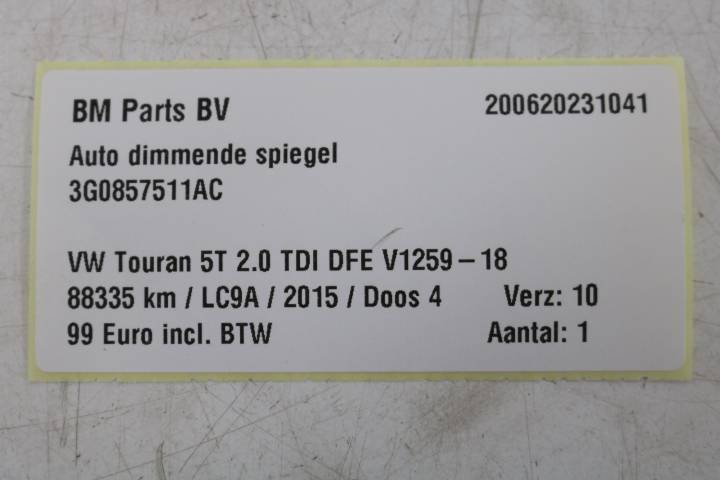 BM Parts BV 200620231041
Auto dimmende spiegel
3G0857511AC
VW Touran 5T 2.0 TDI DFE V1259 – 18
88335 km / LC9A / 2015 / Doos 4 Verz: 10
99 Euro incl. BTW Aantal: 1